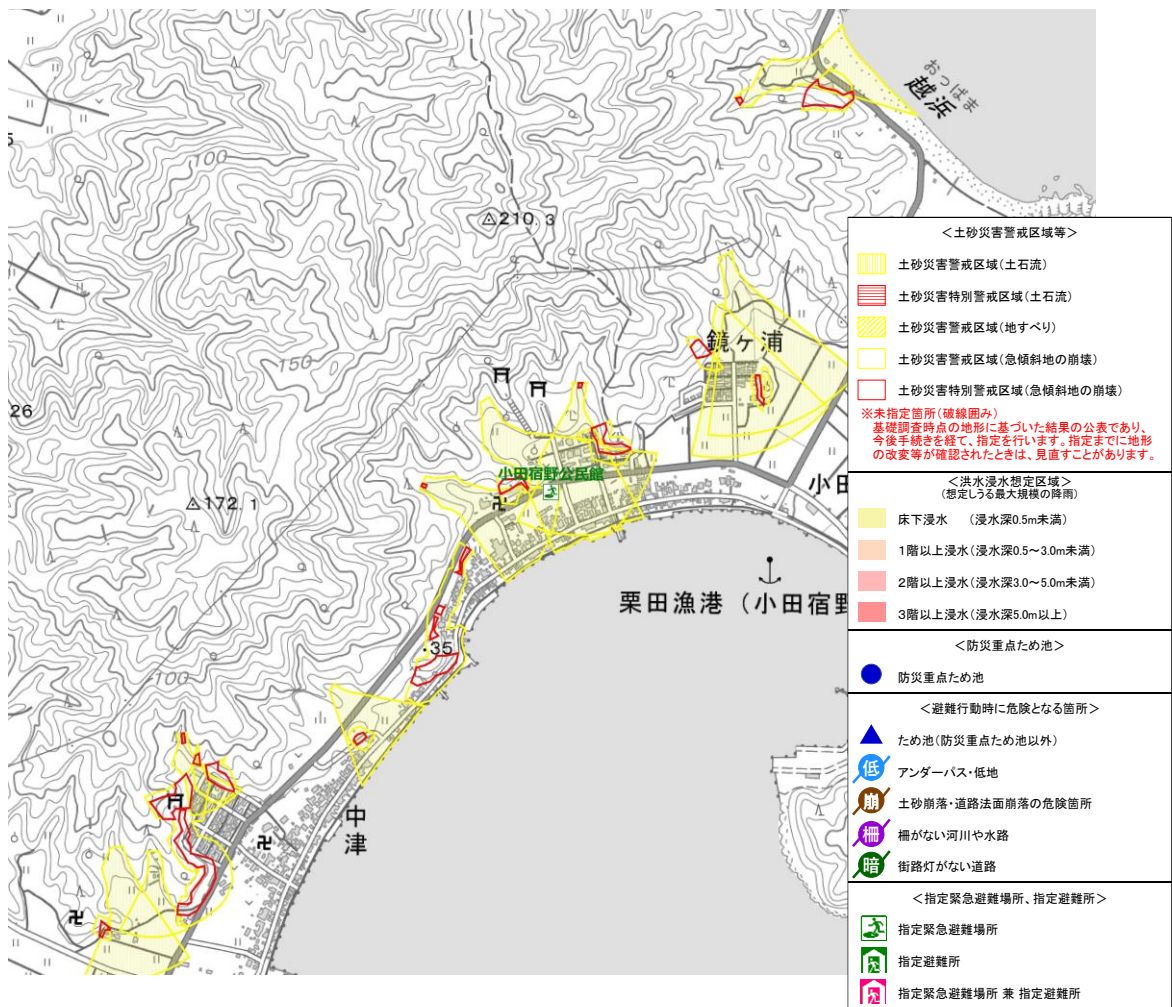 おっぱま
越浜
5
100
△210.3
150
鏡ヶ浦
26
△172.1
小田宿野公民館
小田
栗田漁港(小田宿野
・35
100
中津
<土砂災害警戒区域等>
土砂災害警戒区域(土石流)
土砂災害特別警戒区域(土石流)
土砂災害警戒区域(地すべり)
土砂災害警戒区域(急傾斜地の崩壊)
土砂災害特別警戒区域(急傾斜地の崩壊)
※未指定箇所(破線囲み)
基礎調査時点の地形に基づいた結果の公表であり、
今後手続きを経て、指定を行います。指定までに地形
の改変等が確認されたときは、見直すことがあります。
<洪水浸水想定区域>
(想定しうる最大規模の降雨)
床下浸水 (浸水深0.5m未満)
1階以上浸水(浸水深0.5~3.0m未満)
2階以上浸水(浸水深3.0~5.0m未満)
3階以上浸水(浸水深5.0m以上)
<防災重点ため池>
防災重点ため池
<避難行動時に危険となる箇所>
ため池(防災重点ため池以外)
低 アンダーパス・低地
崩 土砂崩落・道路法面崩落の危険箇所
柵 柵がない河川や水路
暗 街路灯がない道路
<指定緊急避難場所、指定避難所>
指定緊急避難場所
指定避難所
指定緊急避難場所 兼 指定避難所